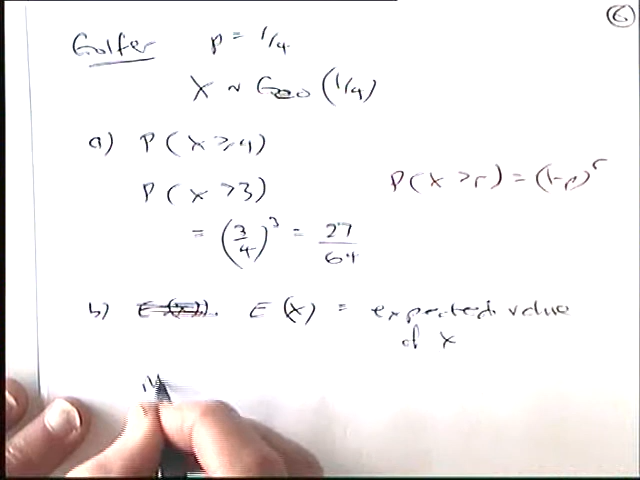 6
Golfer p = 1/4
X ~ Geo (1/4)
a) P(X ≥ 4)
P(X > 3) P(X > r) = (1-p)^r
= (3/4)^3 = 27/64
b) E(X) = expected value
of X